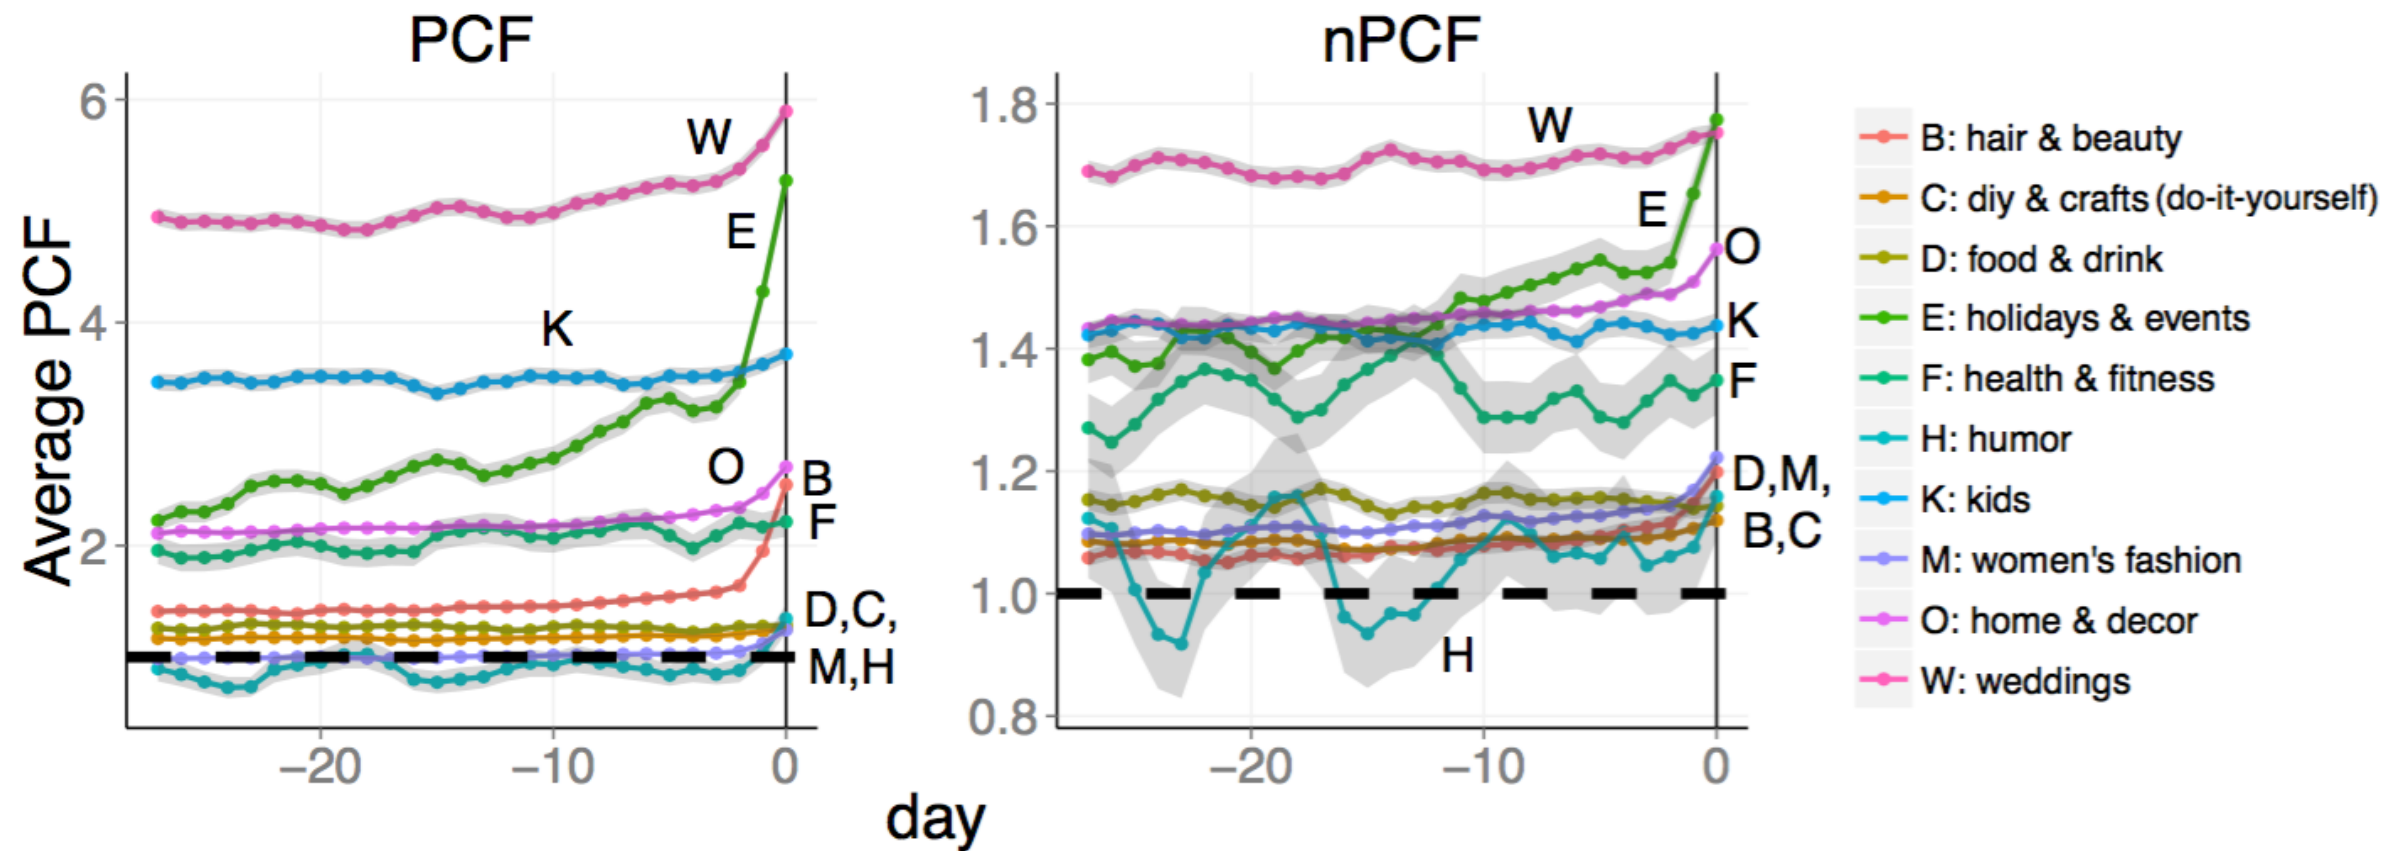 PCF
nPCF
Average PCF
6
4
2
−20
−10
0
W
E
K
O
B
F
D,C,
M,H
1.8
1.6
1.4
1.2
1.0
0.8
−20
−10
0
W
E
O
K
F
D,M,
B,C
H
day
B: hair & beauty
C: diy & crafts (do-it-yourself)
D: food & drink
E: holidays & events
F: health & fitness
H: humor
K: kids
M: women's fashion
O: home & decor
W: weddings